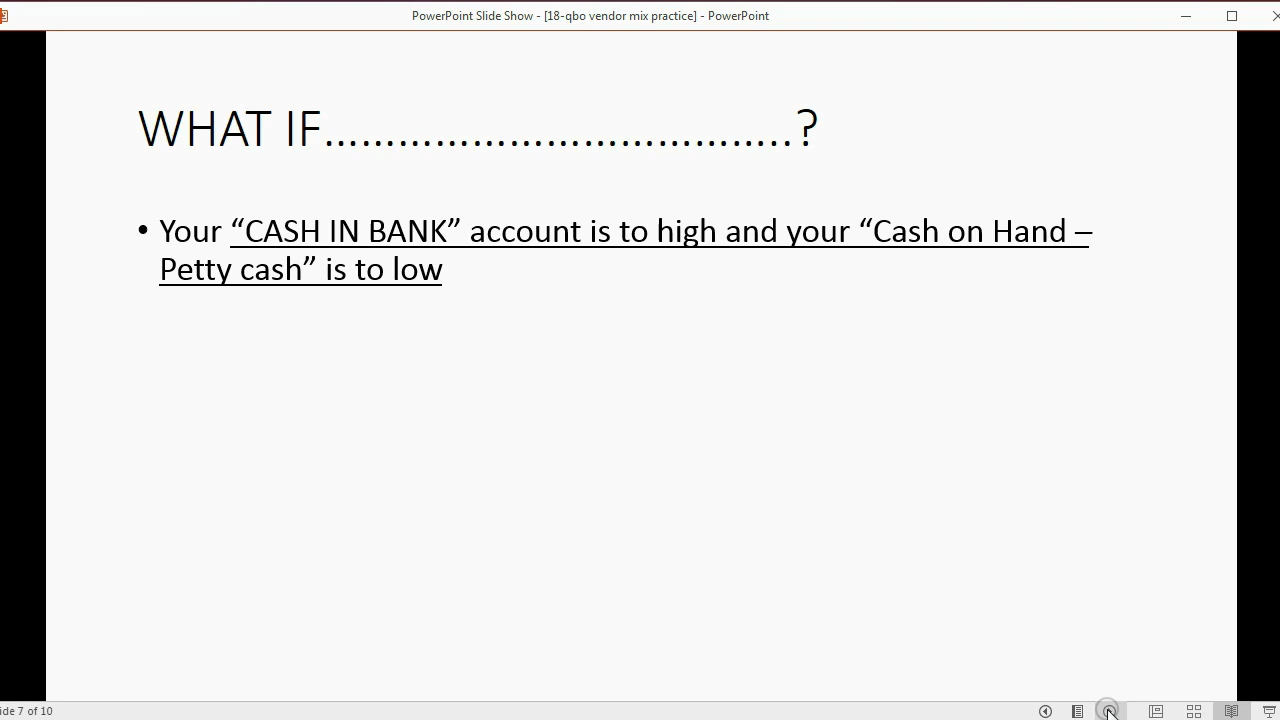 PowerPoint Slide Show - [18-qbo vendor mix practice] - PowerPoint
WHAT IF…………………………………..?
• Your “CASH IN BANK” account is to high and your “Cash on Hand –
Petty cash” is to low
ide 7 of 10